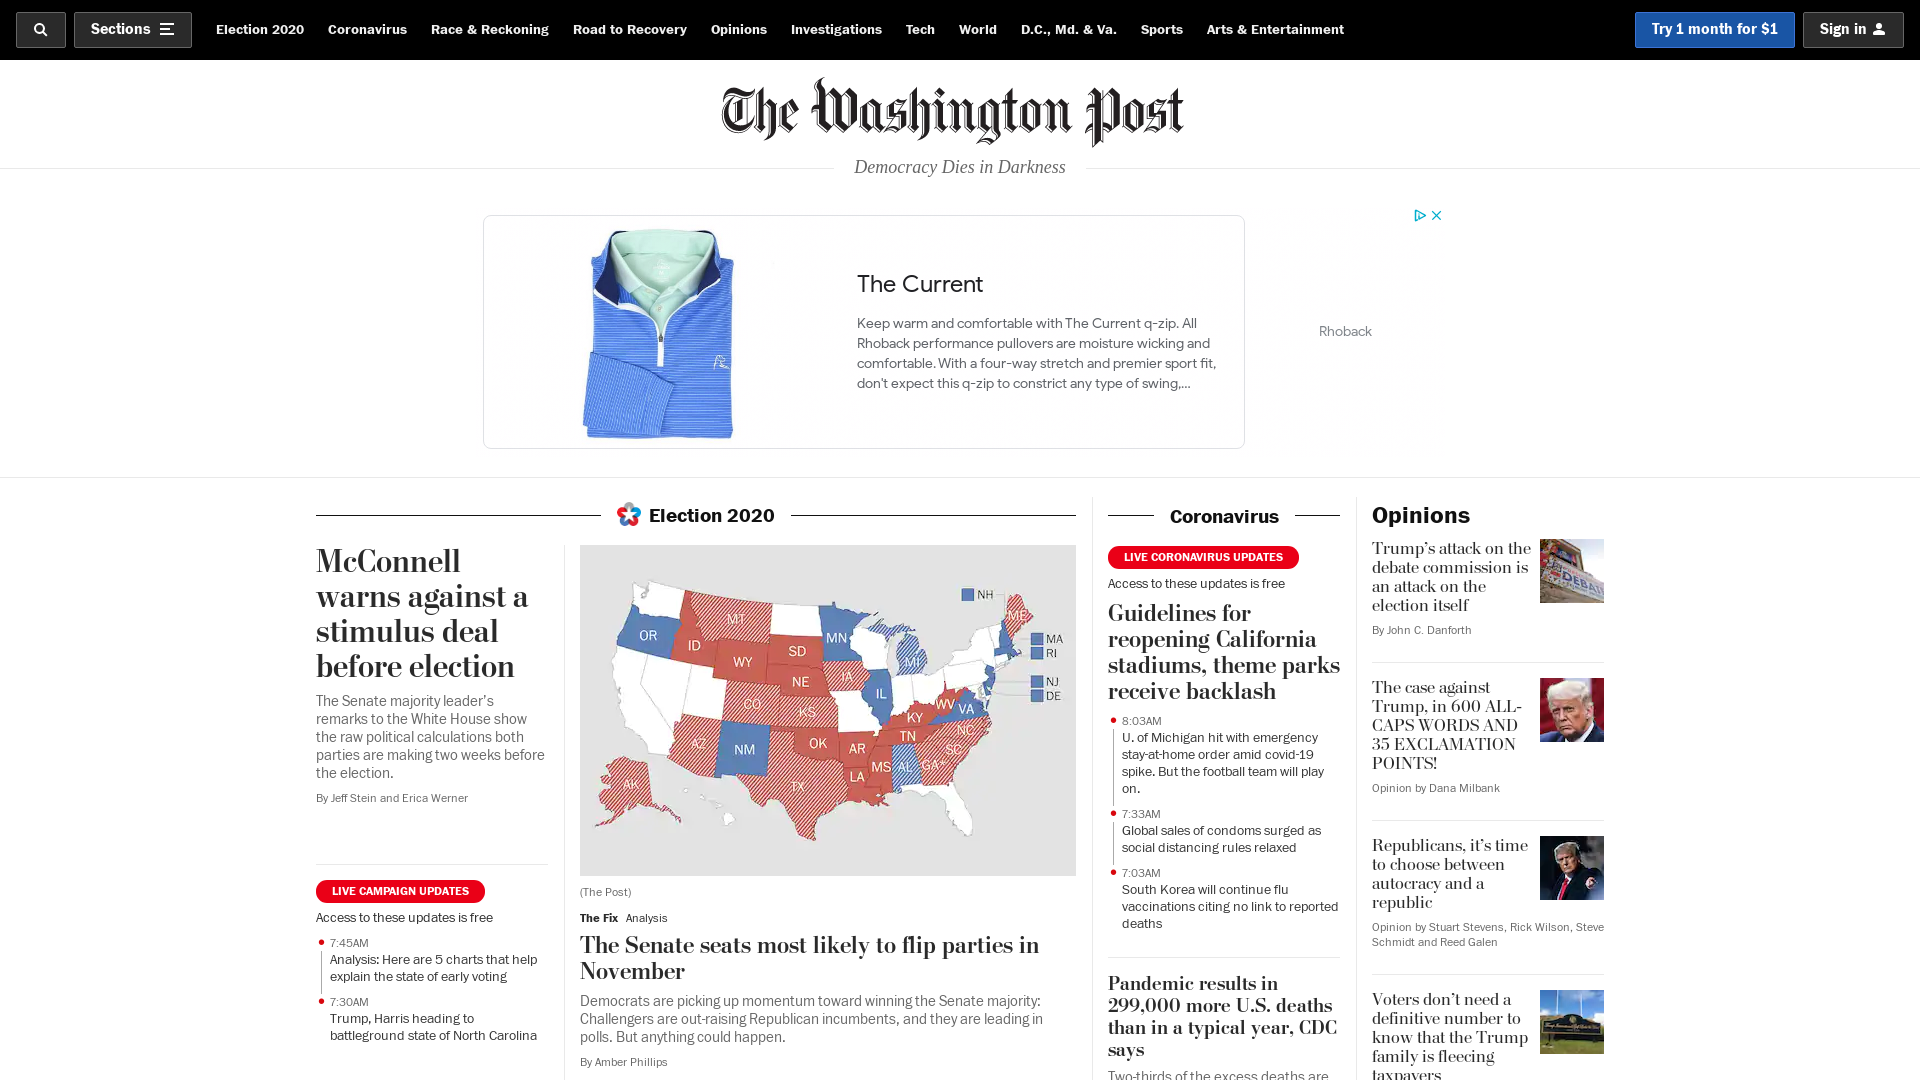 Sections
Election 2020
Coronavirus
Race & Reckoning
Road to Recovery
Opinions
Investigations
Tech
World
D.C., Md. & Va.
Sports
Arts & Entertainment
Try 1 month for $1
Sign in
The Washington Post
Democracy Dies in Darkness
The Current
Keep warm and comfortable with The Current q-zip. All
Rhoback performance pullovers are moisture wicking and
comfortable. With a four-way stretch and premier sport fit,
don't expect this q-zip to constrict any type of swing,...
Rhoback
Election 2020
McConnell
warns against a
stimulus deal
before election
The Senate majority leader’s
remarks to the White House show
the raw political calculations both
parties are making two weeks before
the election.
By Jeff Stein and Erica Werner
LIVE CAMPAIGN UPDATES
Access to these updates is free
7:45AM
Analysis: Here are 5 charts that help
explain the state of early voting
7:30AM
Trump, Harris heading to
battleground state of North Carolina
NH
ME
MT
OR
MN
MA
ID
SD
RI
WY
MI
NE
IA
NJ
IL
DE
CO
WV
VA
KS
KY
NC
AZ
NM
OK
AR
TN
SC
MS
AL
GA*
LA
AK
TX
(The Post)
The Fix Analysis
The Senate seats most likely to flip parties in
November
Democrats are picking up momentum toward winning the Senate majority:
Challengers are out-raising Republican incumbents, and they are leading in
polls. But anything could happen.
By Amber Phillips
Coronavirus
LIVE CORONAVIRUS UPDATES
Access to these updates is free
Guidelines for
reopening California
stadiums, theme parks
receive backlash
8:03AM
U. of Michigan hit with emergency
stay-at-home order amid covid-19
spike. But the football team will play
on.
7:33AM
Global sales of condoms surged as
social distancing rules relaxed
7:03AM
South Korea will continue flu
vaccinations citing no link to reported
deaths
Pandemic results in
299,000 more U.S. deaths
than in a typical year, CDC
says
Two-thirds of the excess deaths are
Opinions
Trump’s attack on the
debate commission is
an attack on the
election itself
By John C. Danforth
DEBATE
The case against
Trump, in 600 ALL-
CAPS WORDS AND
35 EXCLAMATION
POINTS!
Opinion by Dana Milbank
Republicans, it’s time
to choose between
autocracy and a
republic
Opinion by Stuart Stevens, Rick Wilson, Steve
Schmidt and Reed Galen
Voters don’t need a
definitive number to
know that the Trump
family is fleecing
taxpayers